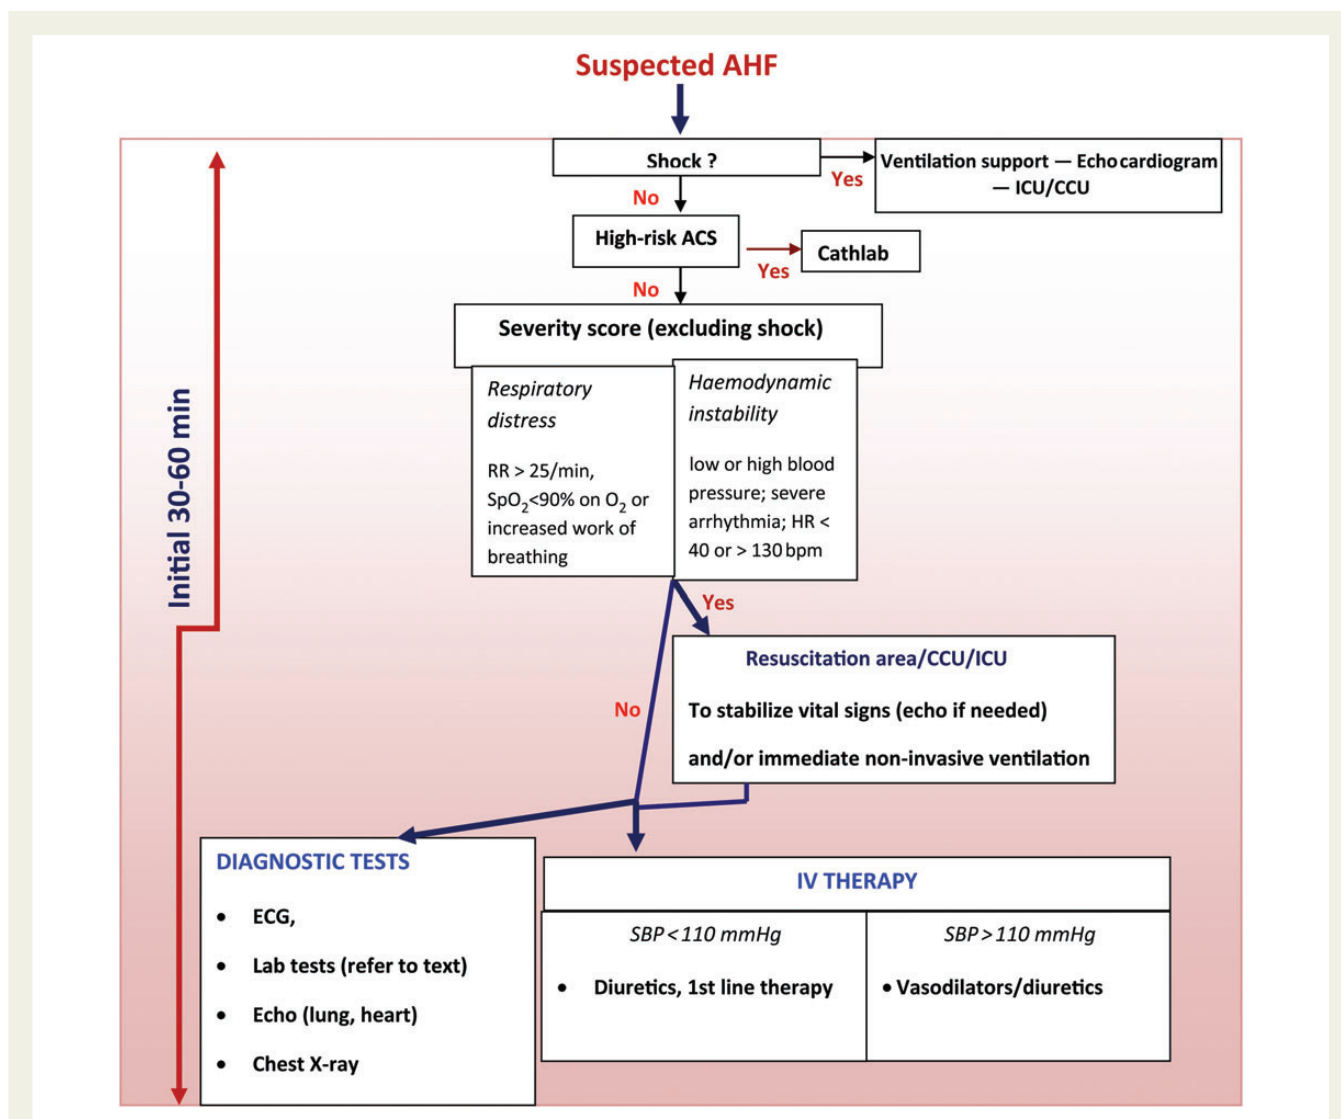 Suspected AHF
Shock ?
Yes
Ventilation support — Echocardiogram
— ICU/CCU
No
High-risk ACS
Yes
Cathlab
No
Severity score (excluding shock)
Respiratory
distress
RR > 25/min,
SpO₂<90% on O₂ or
increased work of
breathing
Haemodynamic
instability
low or high blood
pressure; severe
arrhythmia; HR <
40 or > 130 bpm
Initial 30-60 min
Yes
Resuscitation area/CCU/ICU
To stabilize vital signs (echo if needed)
and/or immediate non-invasive ventilation
No
DIAGNOSTIC TESTS
• ECG,
• Lab tests (refer to text)
• Echo (lung, heart)
• Chest X-ray
IV THERAPY
SBP<110 mmHg
• Diuretics, 1st line therapy
SBP>110 mmHg
• Vasodilators/diuretics